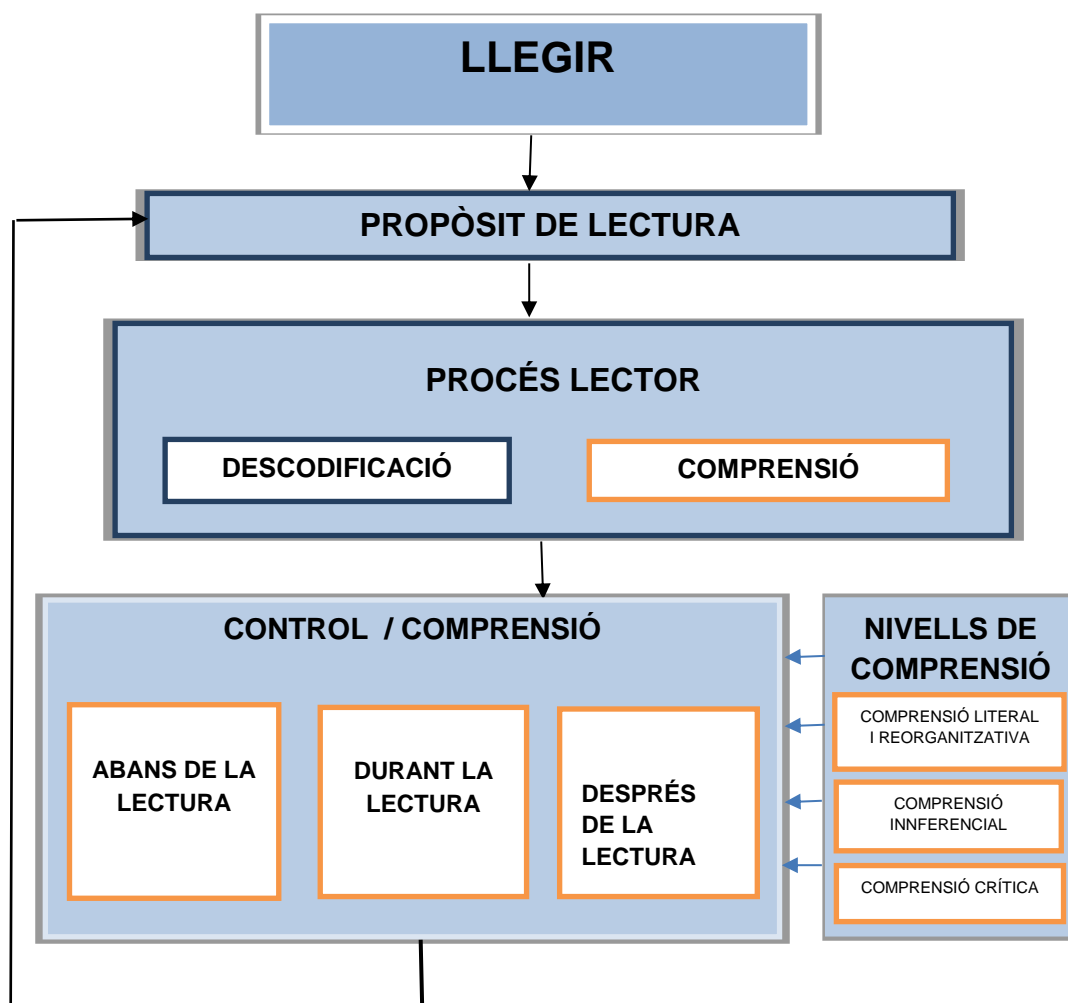 LLEGIR
PROPÒSIT DE LECTURA
PROCÉS LECTOR
DESCODIFICACIÓ
COMPRENSIÓ
CONTROL / COMPRENSIÓ
ABANS DE LA
LECTURA
DURANT LA
LECTURA
DESPRÉS
DE LA
LECTURA
NIVELLS DE
COMPRENSIÓ
COMPRENSIÓ LITERAL
I REORGANITZATIVA
COMPRENSIÓ
INNFERENCIAL
COMPRENSIÓ CRÍTICA